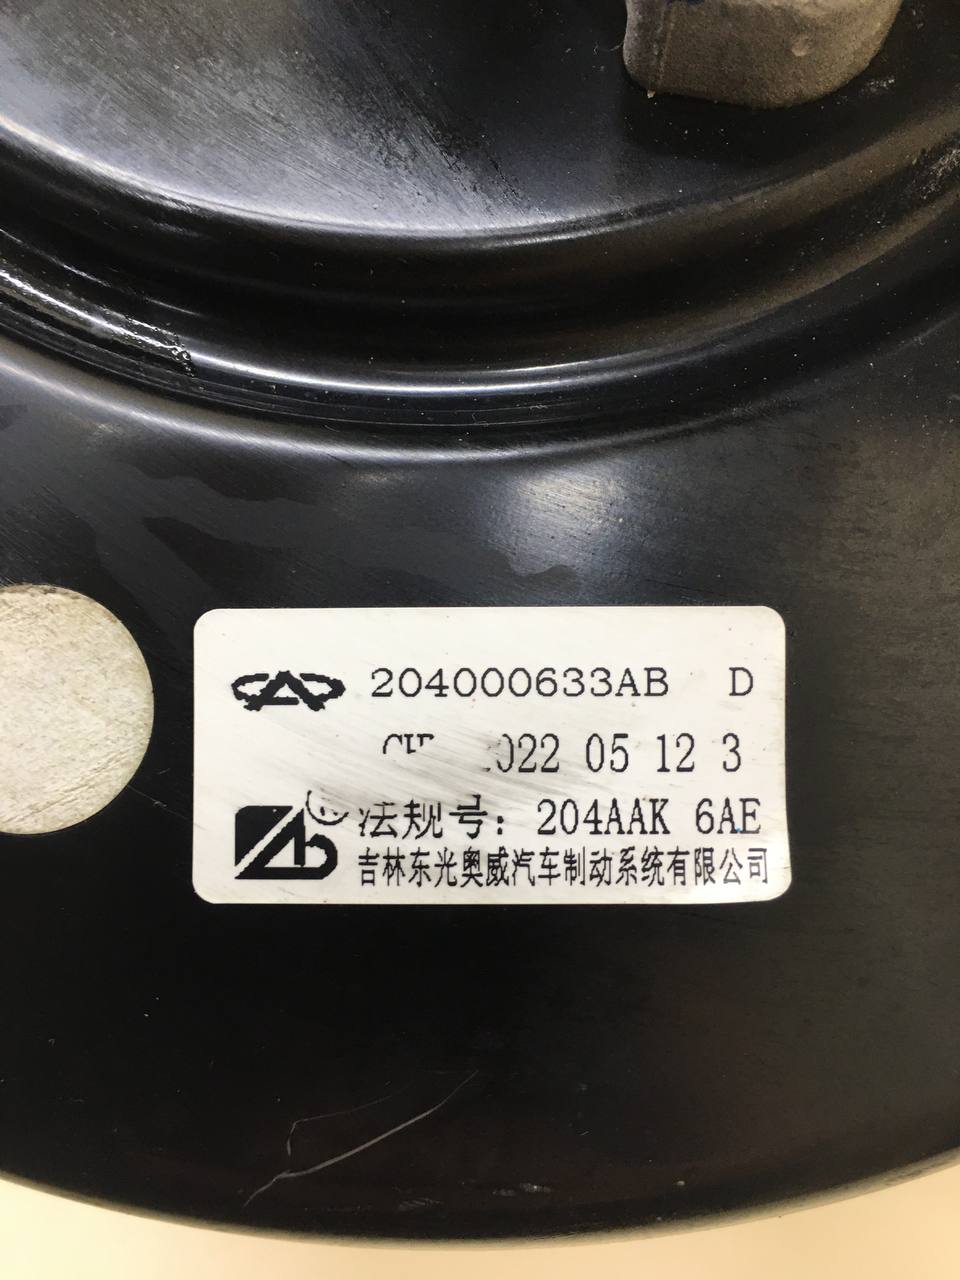 204000633AB D
022 05 12 3
法规号: 204AAK 6AE
吉林东光奥威汽车制动系统有限公司